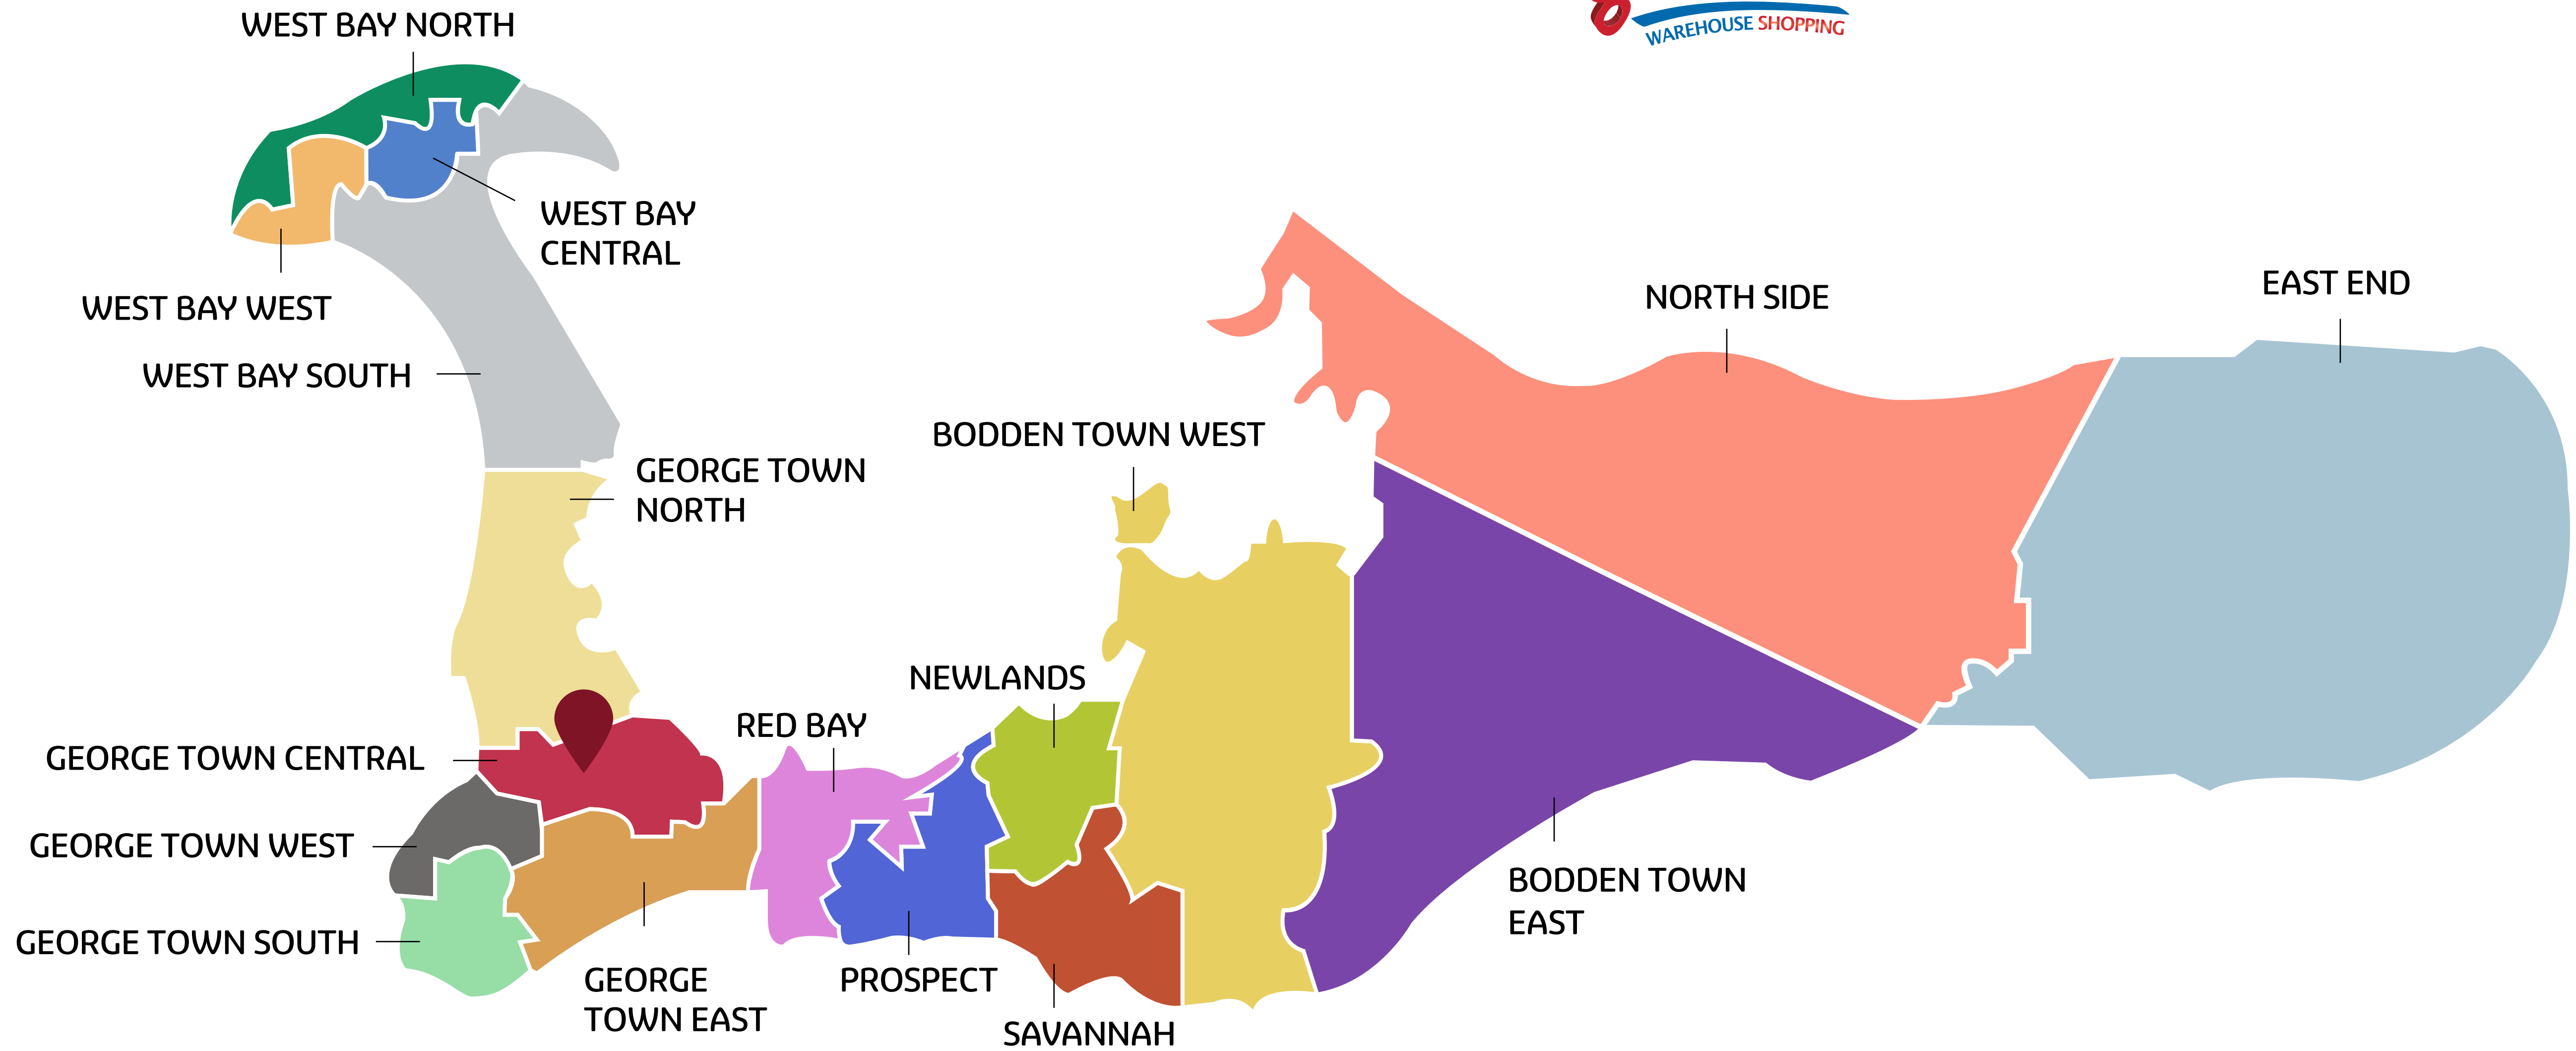 WEST BAY NORTH
WAREHOUSE SHOPPING
WEST BAY
CENTRAL
WEST BAY WEST
WEST BAY SOUTH
NORTH SIDE
EAST END
BODDEN TOWN WEST
GEORGE TOWN
NORTH
NEWLANDS
RED BAY
GEORGE TOWN CENTRAL
GEORGE TOWN WEST
GEORGE TOWN SOUTH
BODDEN TOWN
EAST
GEORGE
TOWN EAST
PROSPECT
SAVANNAH